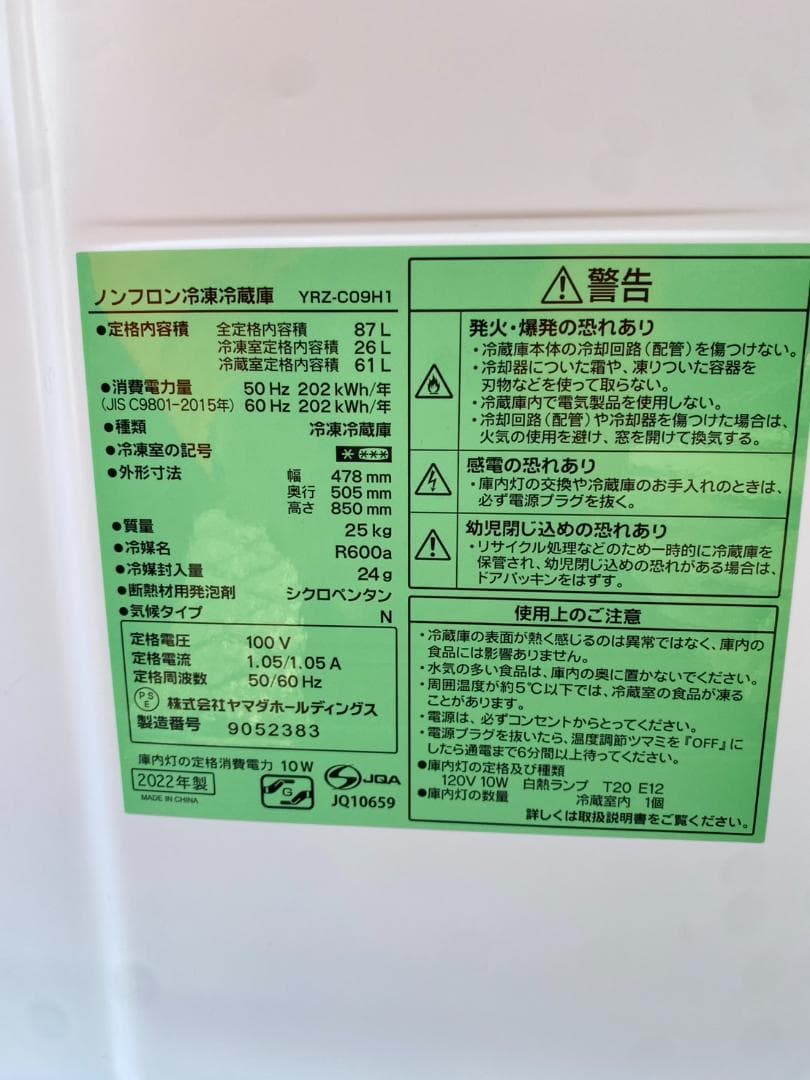 ノンフロン冷凍冷蔵庫 YRZ-C09H1
●定格内容積 全定格内容積 87 L
冷凍室定格内容積 26 L
冷蔵室定格内容積 61 L
●消費電力量 50 Hz 202 kWh/年
(JIS C9801-2015年) 60 Hz 202 kWh/年
●種類 冷凍冷蔵庫
●冷凍室の記号 * ***
●外形寸法 幅 478 mm
奥行 505 mm
高さ 850 mm
●質量 25 kg
●冷媒名 R600a
●冷媒封入量 24 g
●断熱材用発泡剤 シクロペンタン
●気候タイプ N
定格電圧 100 V
定格電流 1.05/1.05 A
定格周波数 50/60 Hz
PSE 株式会社ヤマダホールディングス
製造番号 9052383
庫内灯の定格消費電力 10W
2022年製
MADE IN CHINA
G
JQA
JQ10659
警告
発火・爆発の恐れあり
・冷蔵庫本体の冷却回路(配管)を傷つけない。
・冷却器についた霜や、凍りついた容器を
刃物などを使って取らない。
・冷蔵庫内で電気製品を使用しない。
・冷却回路(配管)や冷却器を傷つけた場合は、
火気の使用を避け、窓を開けて換気する。
感電の恐れあり
・庫内灯の交換や冷蔵庫のお手入れのときは、
必ず電源プラグを抜く。
幼児閉じ込めの恐れあり
・リサイクル処理などのため一時的に冷蔵庫を
保管され、幼児閉じ込めの恐れがある場合は、
ドアパッキンをはずす。
使用上のご注意
・冷蔵庫の表面が熱く感じるのは異常ではなく、庫内の
食品には影響ありません。
・水気の多い食品は、庫内の奥に置かないでください。
・周囲温度が約5℃以下では、冷蔵室の食品が凍る
ことがあります。
・電源は、必ずコンセントからとってください。
・電源プラグを抜いたら、温度調節ツマミを『OFF』に
したら通電まで6分間以上待ってください。
●庫内灯の定格及び種類
120V 10W 白熱ランプ T20 E12
●庫内灯の数量 冷蔵室内 1個
詳しくは取扱説明書をご覧ください。